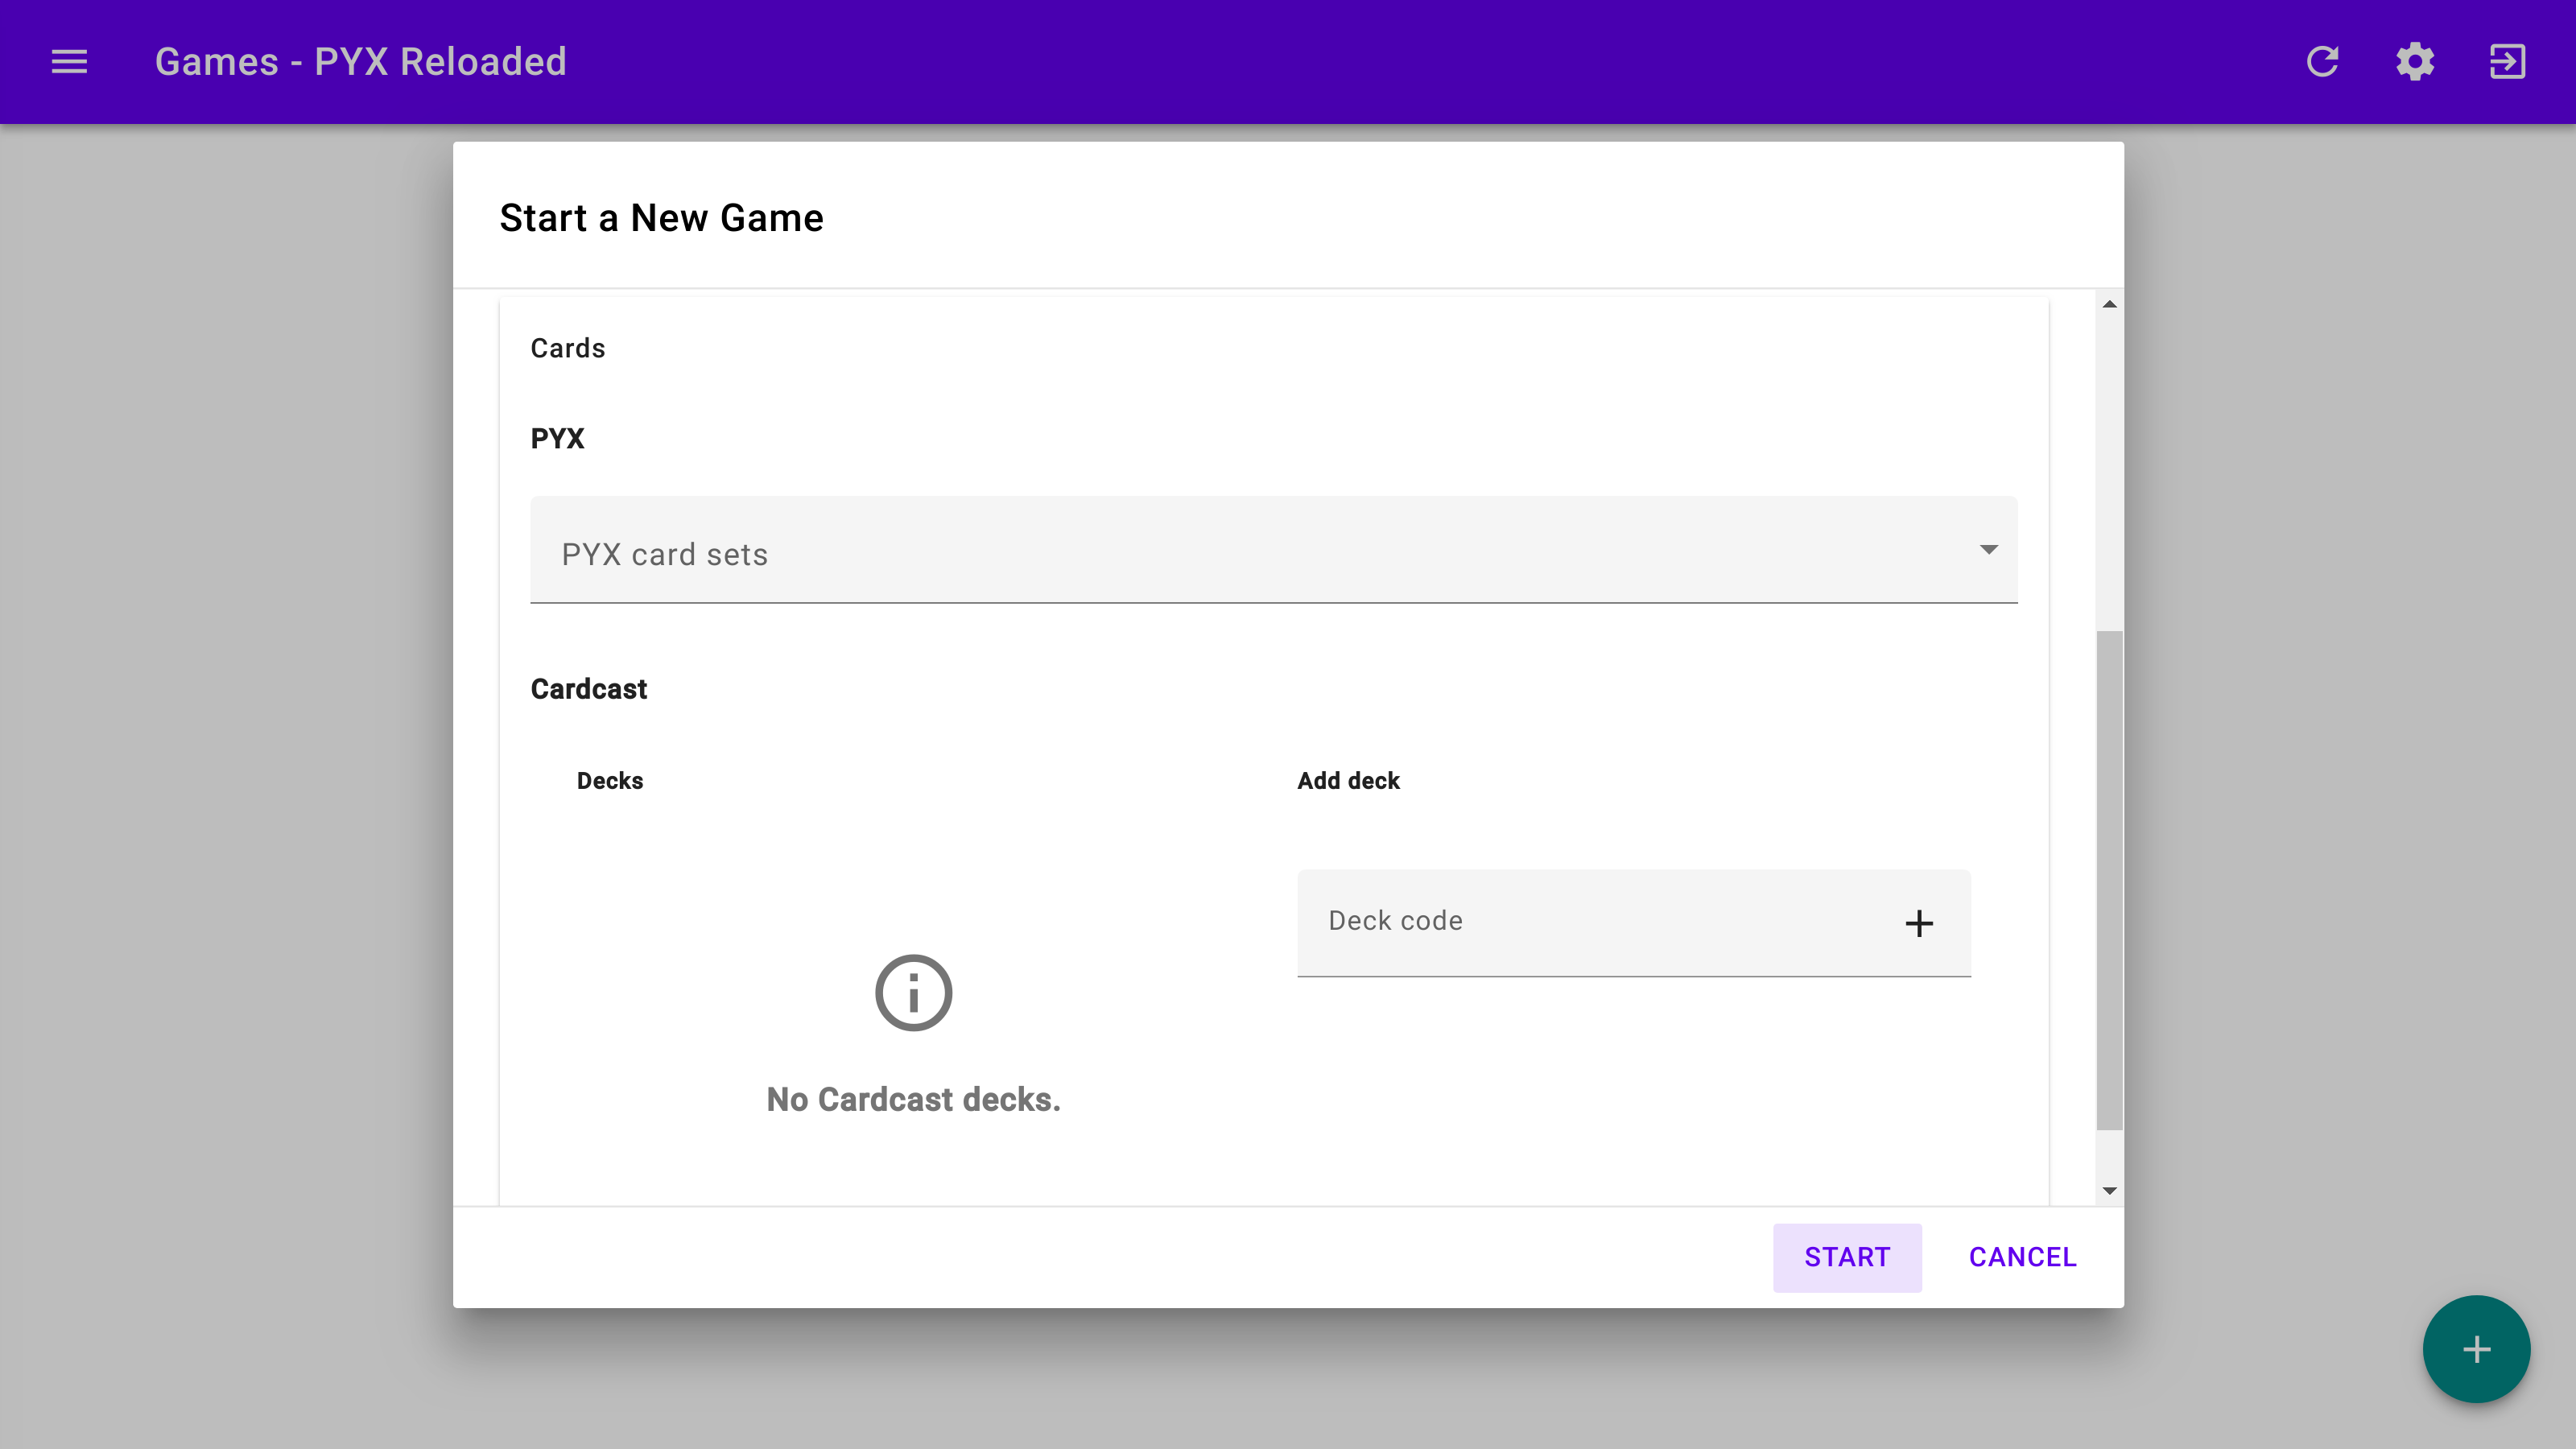 Games - PYX Reloaded
Start a New Game
Cards
PYX
PYX card sets
Cardcast
Decks
Add deck
Deck code
No Cardcast decks.
START
CANCEL